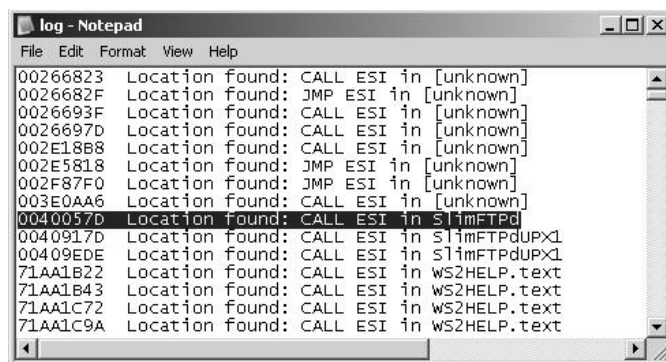 log - Notepad
File Edit Format View Help
00266823 Location found: CALL ESI in [unknown]
0026682F Location found: JMP ESI in [unknown]
0026693F Location found: CALL ESI in [unknown]
0026697D Location found: CALL ESI in [unknown]
002E18B8 Location found: CALL ESI in [unknown]
002E5818 Location found: JMP ESI in [unknown]
002F87F0 Location found: JMP ESI in [unknown]
003E0AA6 Location found: CALL ESI in [unknown]
0040057D Location found: CALL ESI in SlimFTPd
0040917D Location found: CALL ESI in SlimFTPdUPX1
00409EDE Location found: CALL ESI in SlimFTPdUPX1
71AA1B22 Location found: CALL ESI in WS2HELP.text
71AA1B43 Location found: CALL ESI in WS2HELP.text
71AA1C72 Location found: CALL ESI in WS2HELP.text
71AA1C9A Location found: CALL ESI in WS2HELP.text